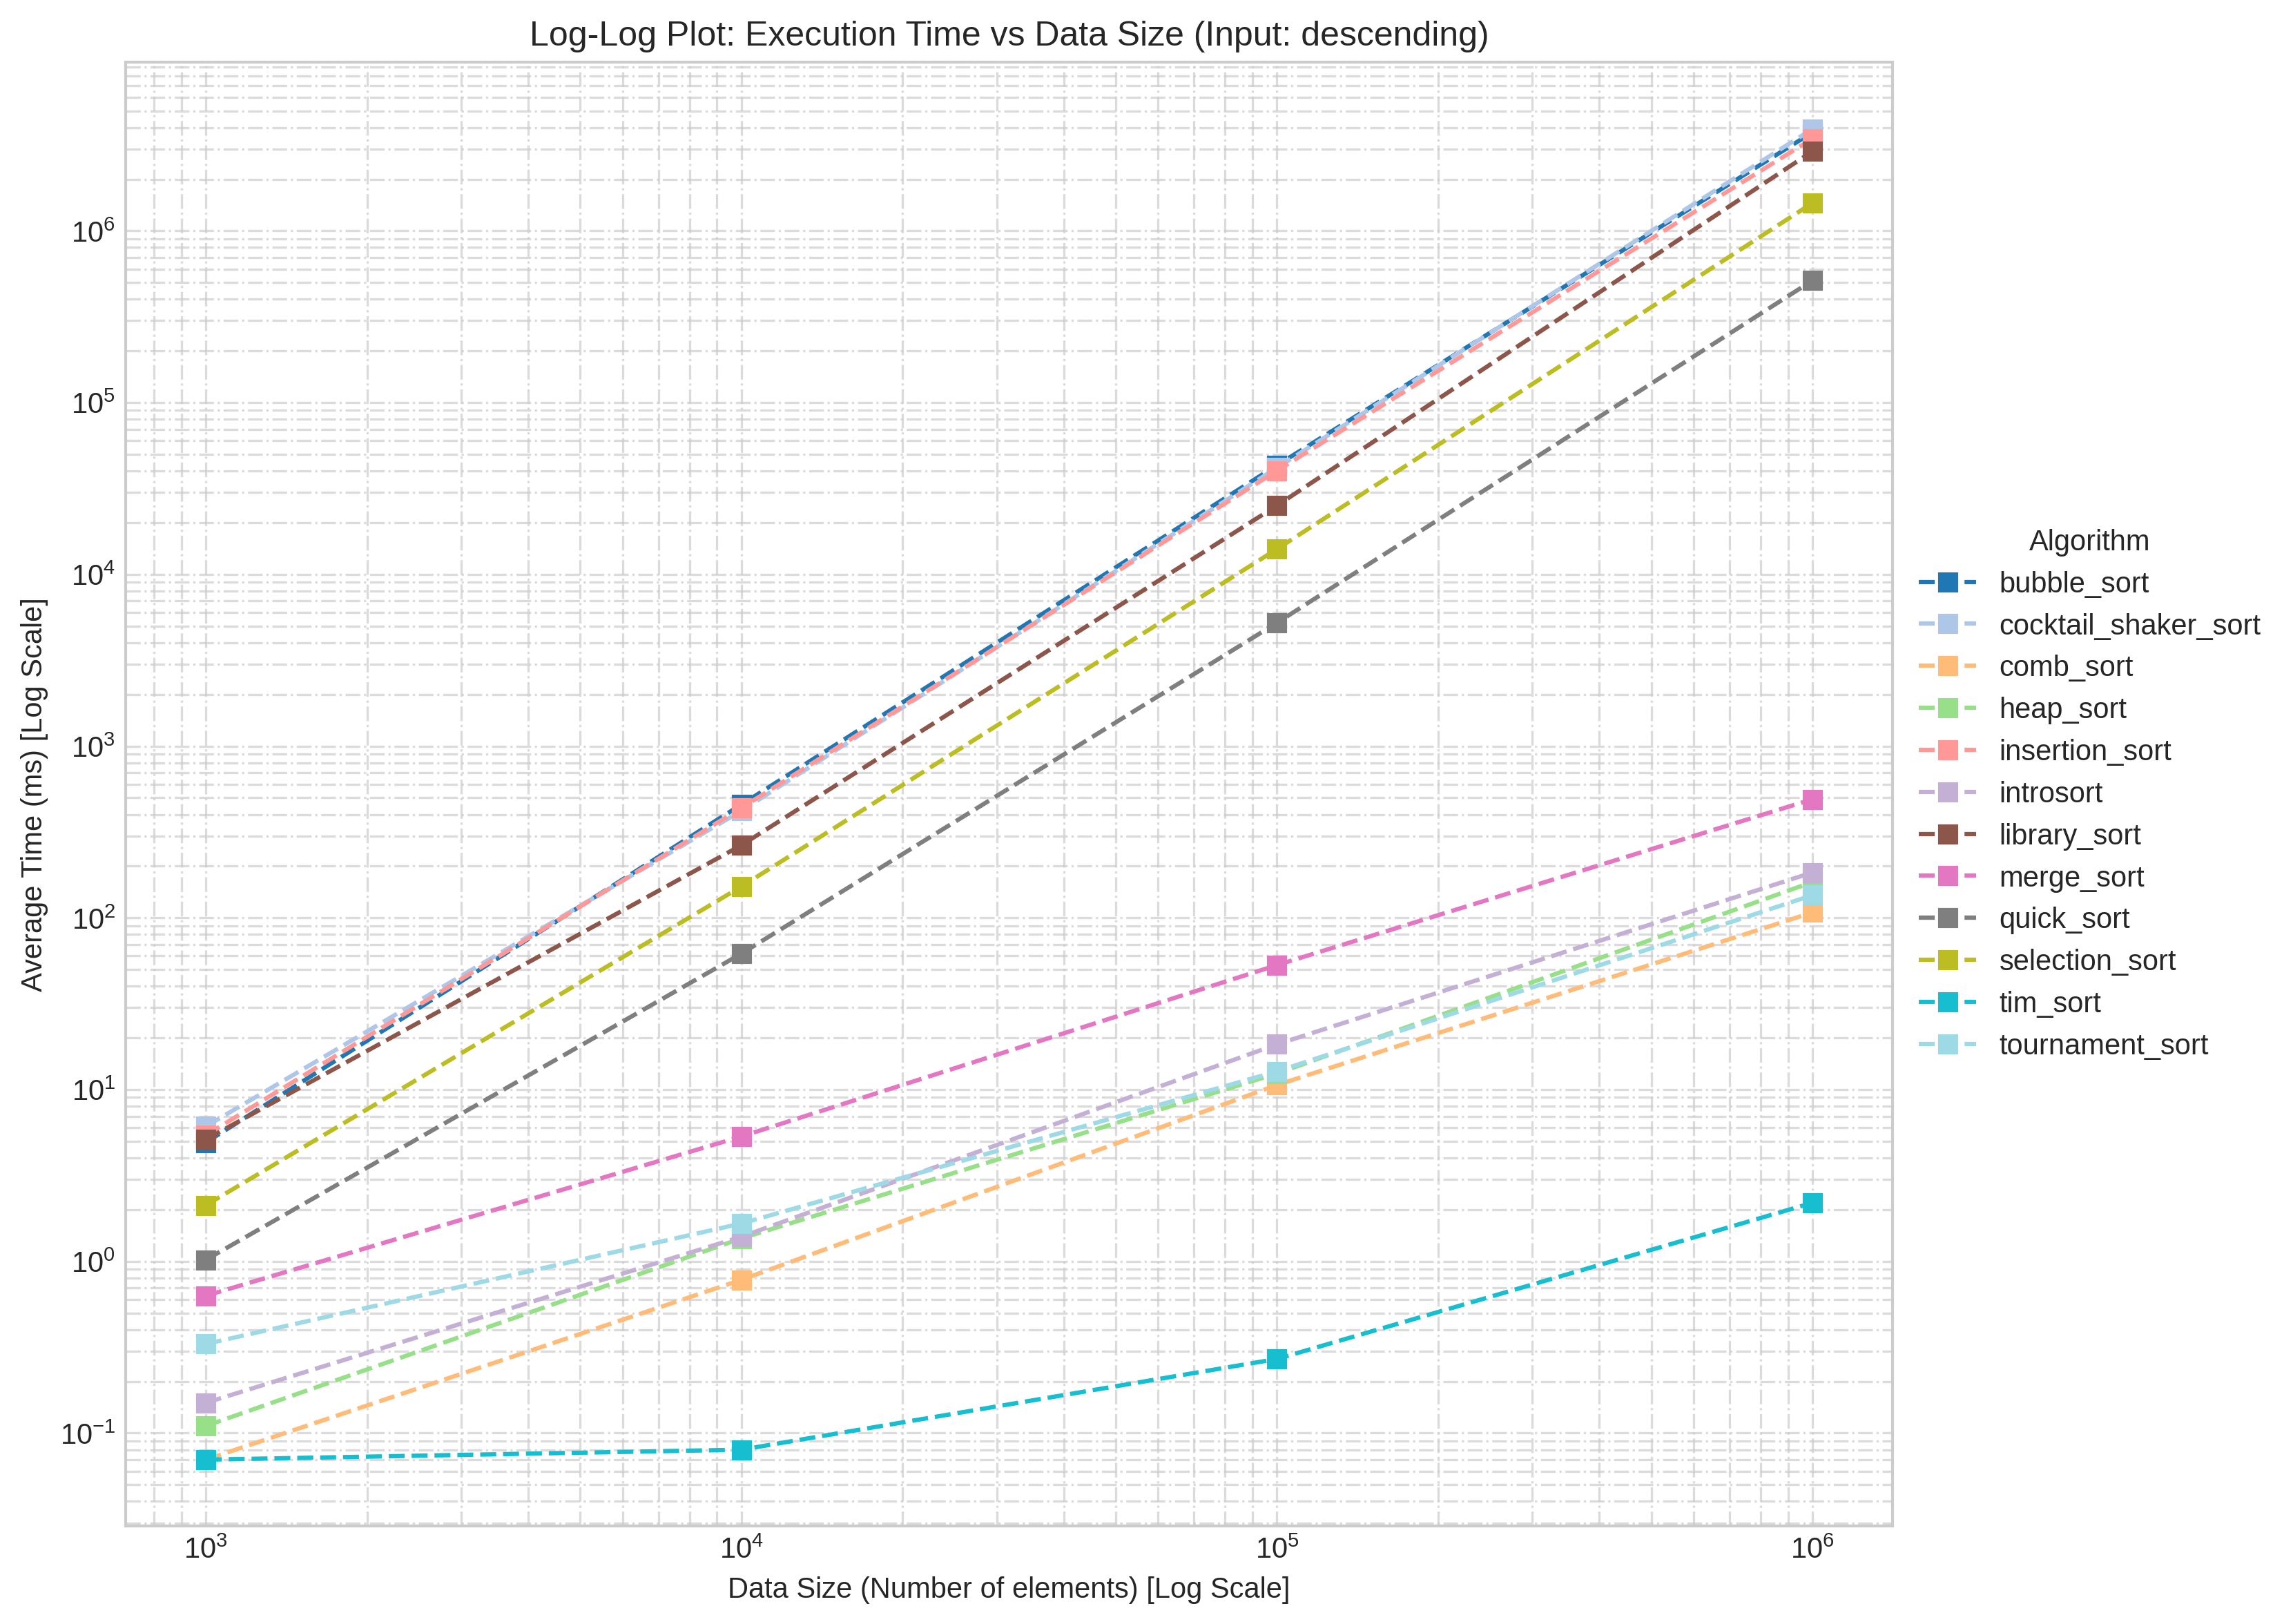 Log-Log Plot: Execution Time vs Data Size (Input: descending)
Average Time (ms) [Log Scale]
10⁶
10⁵
10⁴
10³
10²
10¹
10⁰
10⁻¹
10³
10⁴
10⁵
10⁶
Data Size (Number of elements) [Log Scale]
Algorithm
bubble_sort
cocktail_shaker_sort
comb_sort
heap_sort
insertion_sort
introsort
library_sort
merge_sort
quick_sort
selection_sort
tim_sort
tournament_sort